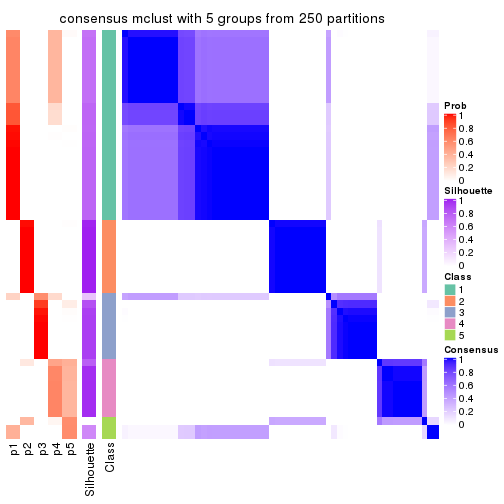 consensus mclust with 5 groups from 250 partitions
Prob
1
0.8
0.6
0.4
0.2
0
Silhouette
1
0.8
0.6
0.4
0.2
0
Class
1
2
3
4
5
Consensus
1
0.8
0.6
0.4
0.2
0
p1
p2
p3
p4
p5
Silhouette
Class